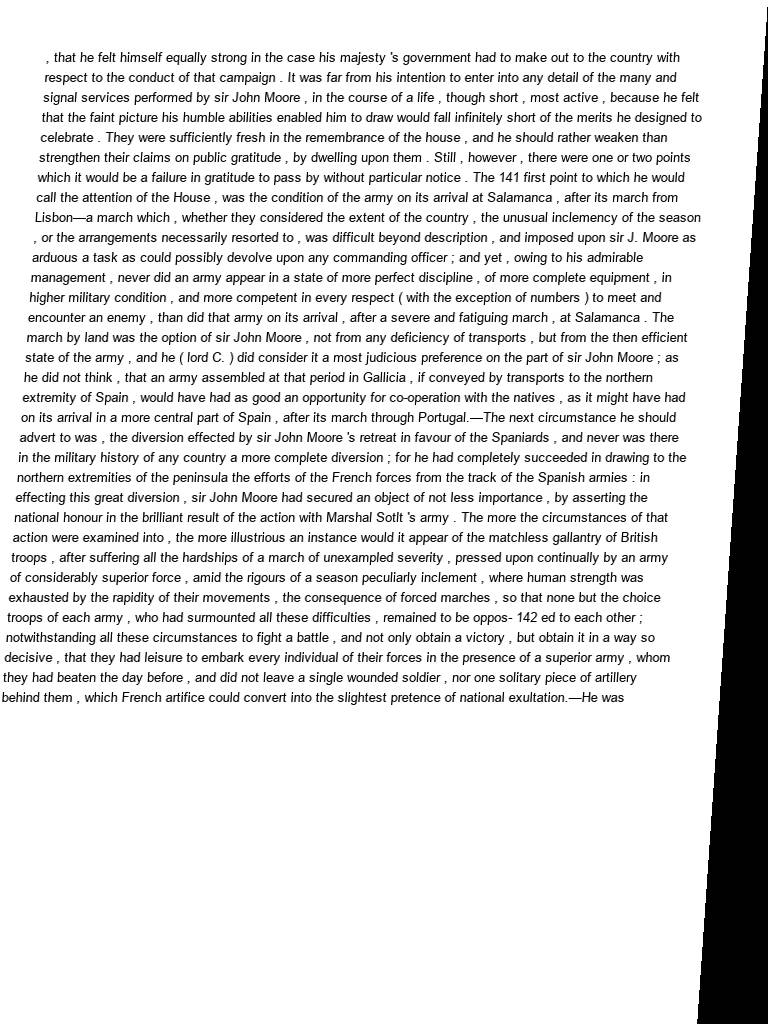 , that he felt himself equally strong in the case his majesty 's government had to make out to the country with
respect to the conduct of that campaign . It was far from his intention to enter into any detail of the many and
signal services performed by sir John Moore , in the course of a life , though short , most active , because he felt
that the faint picture his humble abilities enabled him to draw would fall infinitely short of the merits he designed to
celebrate . They were sufficiently fresh in the remembrance of the house , and he should rather weaken than
strengthen their claims on public gratitude , by dwelling upon them . Still , however , there were one or two points
which it would be a failure in gratitude to pass by without particular notice . The 141 first point to which he would
call the attention of the House , was the condition of the army on its arrival at Salamanca , after its march from
Lisbon—a march which , whether they considered the extent of the country , the unusual inclemency of the season
, or the arrangements necessarily resorted to , was difficult beyond description , and imposed upon sir J. Moore as
arduous a task as could possibly devolve upon any commanding officer ; and yet , owing to his admirable
management , never did an army appear in a state of more perfect discipline , of more complete equipment , in
higher military condition , and more competent in every respect ( with the exception of numbers ) to meet and
encounter an enemy , than did that army on its arrival , after a severe and fatiguing march , at Salamanca . The
march by land was the option of sir John Moore , not from any deficiency of transports , but from the then efficient
state of the army , and he ( lord C. ) did consider it a most judicious preference on the part of sir John Moore ; as
he did not think , that an army assembled at that period in Gallicia , if conveyed by transports to the northern
extremity of Spain , would have had as good an opportunity for co-operation with the natives , as it might have had
on its arrival in a more central part of Spain , after its march through Portugal.—The next circumstance he should
advert to was , the diversion effected by sir John Moore 's retreat in favour of the Spaniards , and never was there
in the military history of any country a more complete diversion ; for he had completely succeeded in drawing to the
northern extremities of the peninsula the efforts of the French forces from the track of the Spanish armies : in
effecting this great diversion , sir John Moore had secured an object of not less importance , by asserting the
national honour in the brilliant result of the action with Marshal Sotlt 's army . The more the circumstances of that
action were examined into , the more illustrious an instance would it appear of the matchless gallantry of British
troops , after suffering all the hardships of a march of unexampled severity , pressed upon continually by an army
of considerably superior force , amid the rigours of a season peculiarly inclement , where human strength was
exhausted by the rapidity of their movements , the consequence of forced marches , so that none but the choice
troops of each army , who had surmounted all these difficulties , remained to be oppos- 142 ed to each other ;
notwithstanding all these circumstances to fight a battle , and not only obtain a victory , but obtain it in a way so
decisive , that they had leisure to embark every individual of their forces in the presence of a superior army , whom
they had beaten the day before , and did not leave a single wounded soldier , nor one solitary piece of artillery
behind them , which French artifice could convert into the slightest pretence of national exultation.—He was